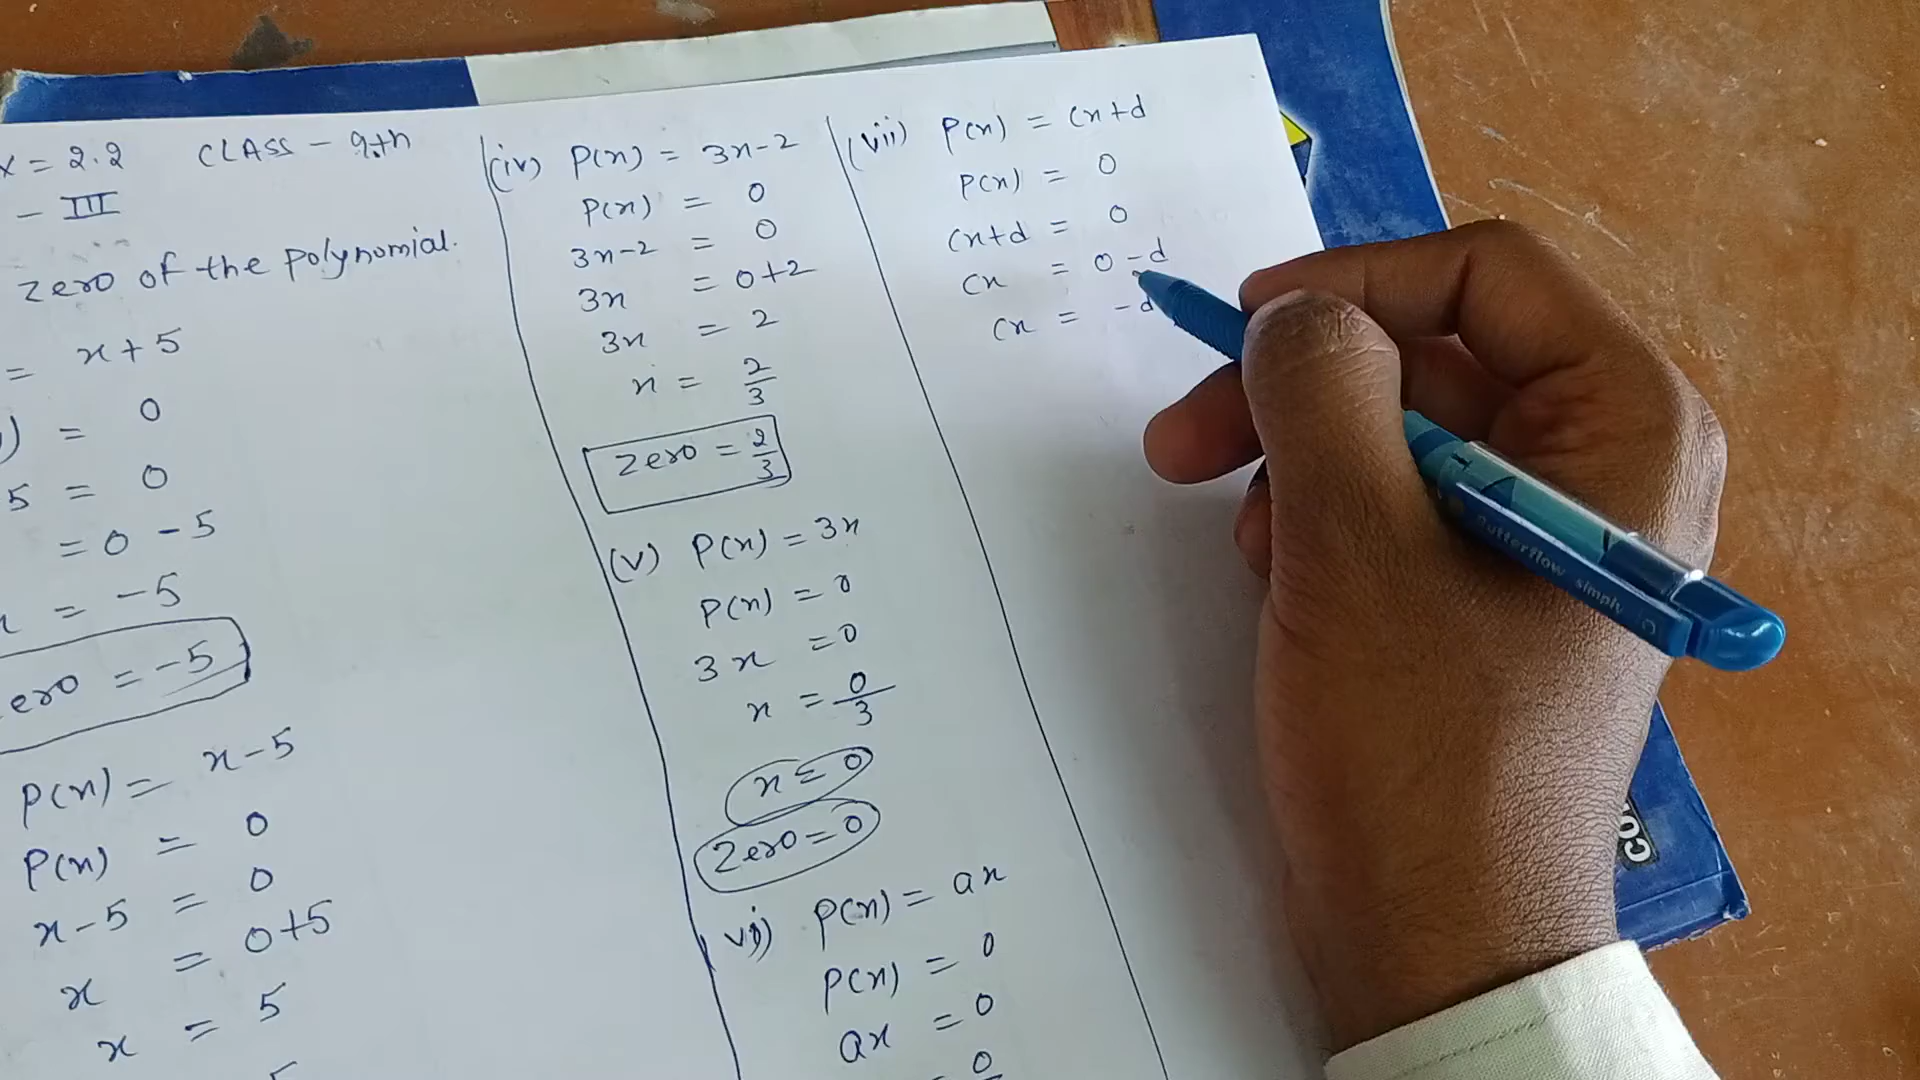 x = 2.2 CLASS - 9th
- III
zero of the polynomial.
= x+5
) = 0
5 = 0
= 0 - 5
x = -5
zero = -5
P(x) = x-5
P(x) = 0
x-5 = 0
x = 0+5
x = 5
(iv) P(x) = 3x-2
P(x) = 0
3x-2 = 0
3x = 0+2
3x = 2
x = 2/3
zero = 2/3
(v) P(x) = 3x
P(x) = 0
3x = 0
x = 0/3
x = 0
Zero = 0
vi) P(x) = ax
P(x) = 0
ax = 0
= 0
(vii) P(x) = cx+d
P(x) = 0
cx+d = 0
cx = 0 - d
cx = -d
Butterflow simply